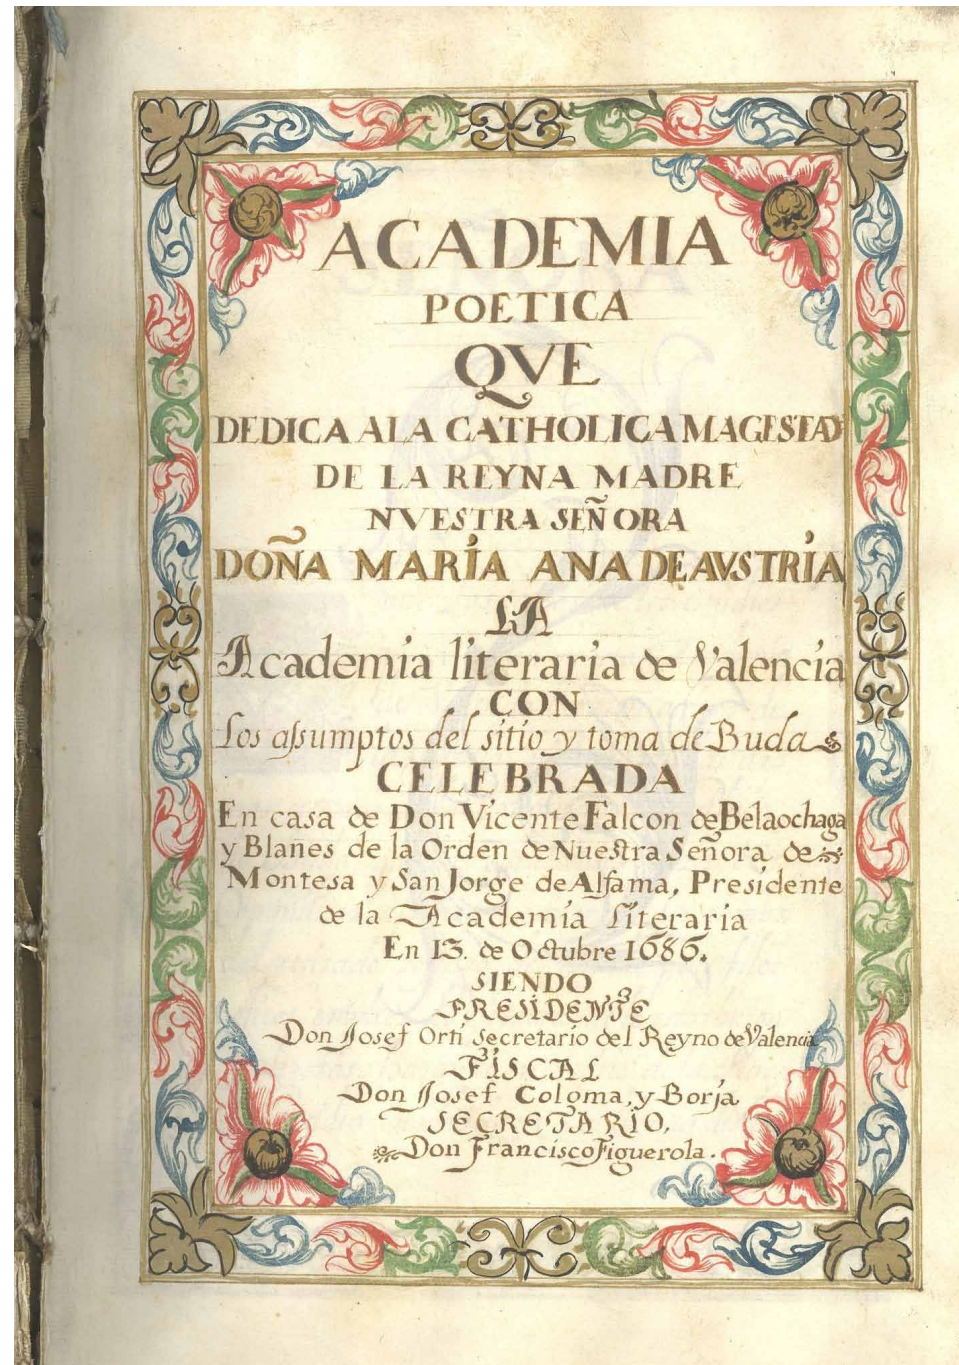 ACADEMIA
POETICA
QVE
DEDICA A LA CATHOLICA MAGESTAD
DE LA REYNA MADRE
NVESTRA SEÑORA
DOÑA MARÍA ANA DE AVSTRÍA
LA
Academia literaria de Valencia
CON
Los assumptos del sitio y toma de Buda
CELEBRADA
En casa de Don Vicente Falcon de Belaochaga
y Blanes de la Orden de Nuestra Señora de
Montesa y San Jorge de Alfama, Presidente
de la Academia Literaria
En 13. de Octubre 1686.
SIENDO
PRESIDENTE
Don Josef Orti Secretario del Reyno de Valencia
FISCAL
Don Josef Coloma, y Borja
SECRETARIO,
Don Francisco Figuerola.